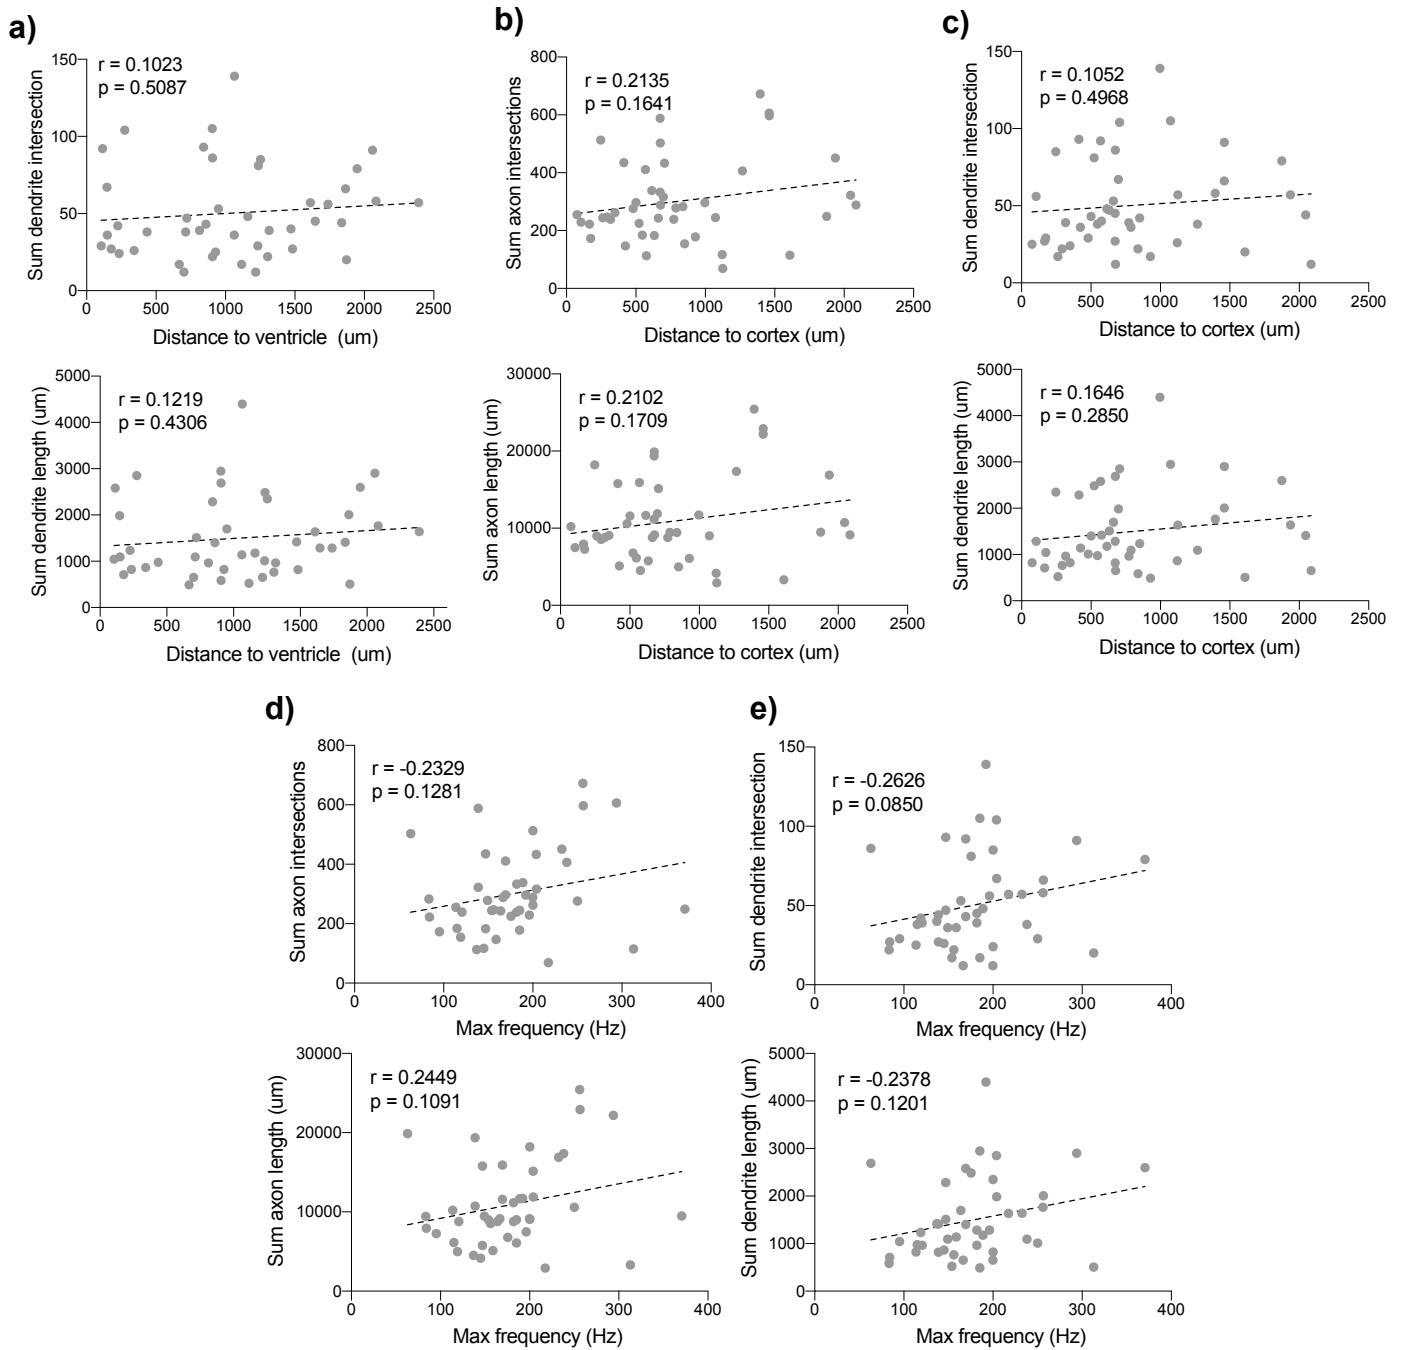 a)
r = 0.1023
p = 0.5087
Sum dendrite intersection
150
100
50
0
0 500 1000 1500 2000 2500
Distance to ventricle (um)
r = 0.1219
p = 0.4306
Sum dendrite length (um)
5000
4000
3000
2000
1000
0
0 500 1000 1500 2000 2500
Distance to ventricle (um)
b)
r = 0.2135
p = 0.1641
Sum axon intersections
800
600
400
200
0
0 500 1000 1500 2000 2500
Distance to cortex (um)
r = 0.2102
p = 0.1709
Sum axon length (um)
30000
20000
10000
0
0 500 1000 1500 2000 2500
Distance to cortex (um)
c)
r = 0.1052
p = 0.4968
Sum dendrite intersection
150
100
50
0
0 500 1000 1500 2000 2500
Distance to cortex (um)
r = 0.1646
p = 0.2850
Sum dendrite length (um)
5000
4000
3000
2000
1000
0
0 500 1000 1500 2000 2500
Distance to cortex (um)
d)
r = -0.2329
p = 0.1281
Sum axon intersections
800
600
400
200
0
0 100 200 300 400
Max frequency (Hz)
r = 0.2449
p = 0.1091
Sum axon length (um)
30000
20000
10000
0
0 100 200 300 400
Max frequency (Hz)
e)
r = -0.2626
p = 0.0850
Sum dendrite intersection
150
100
50
0
0 100 200 300 400
Max frequency (Hz)
r = -0.2378
p = 0.1201
Sum dendrite length (um)
5000
4000
3000
2000
1000
0
0 100 200 300 400
Max frequency (Hz)